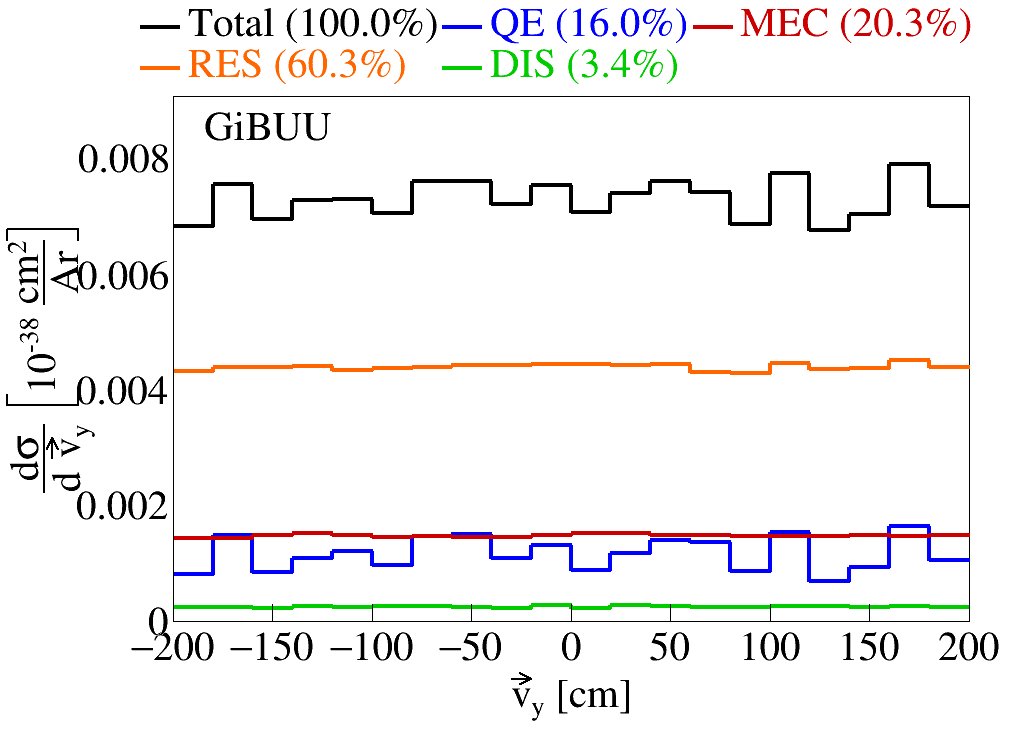 Total (100.0%) QE (16.0%) MEC (20.3%)
RES (60.3%) DIS (3.4%)
GiBUU
0.008
0.006
0.004
0.002
0
−200 −150 −100 −50 0 50 100 150 200
v⃗y [cm]
dσ/d v⃗y [10⁻³⁸ cm²/Ar]